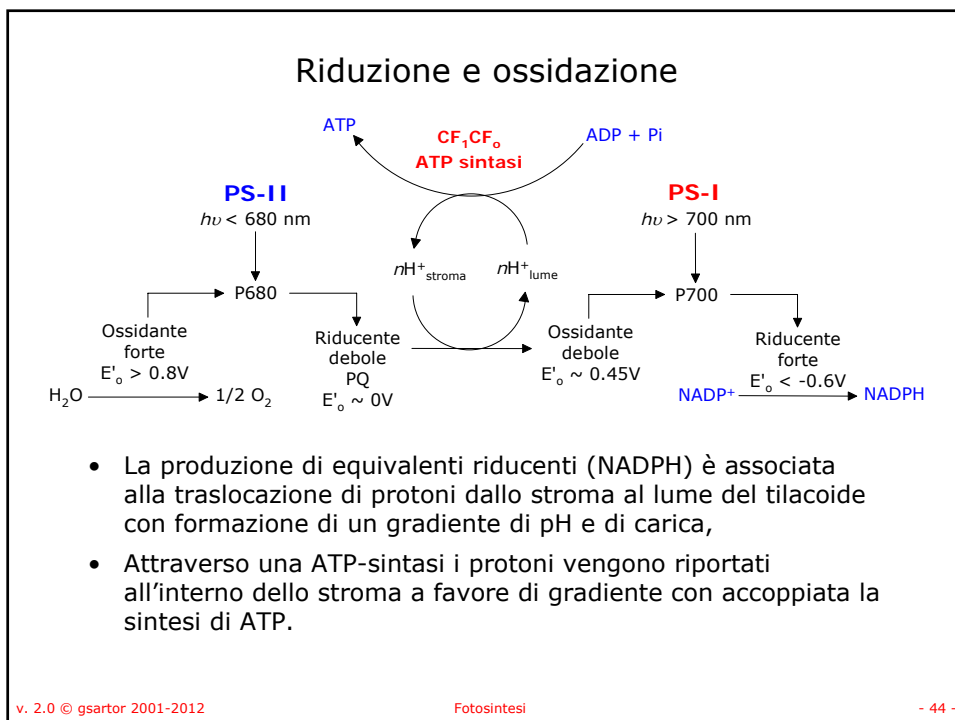 Riduzione e ossidazione
ATP
CF₁CFₒ
ATP sintasi
ADP + Pi
PS-II
hυ < 680 nm
PS-I
hυ > 700 nm
nH⁺stroma
nH⁺lume
P680
P700
Ossidante
forte
E'ₒ > 0.8V
Riducente
debole
PQ
E'ₒ ~ 0V
Ossidante
debole
E'ₒ ~ 0.45V
Riducente
forte
E'ₒ < -0.6V
H₂O
1/2 O₂
NADP⁺
NADPH
• La produzione di equivalenti riducenti (NADPH) è associata
alla traslocazione di protoni dallo stroma al lume del tilacoide
con formazione di un gradiente di pH e di carica,
• Attraverso una ATP-sintasi i protoni vengono riportati
all'interno dello stroma a favore di gradiente con accoppiata la
sintesi di ATP.
v. 2.0 © gsartor 2001-2012
Fotosintesi
- 44 -